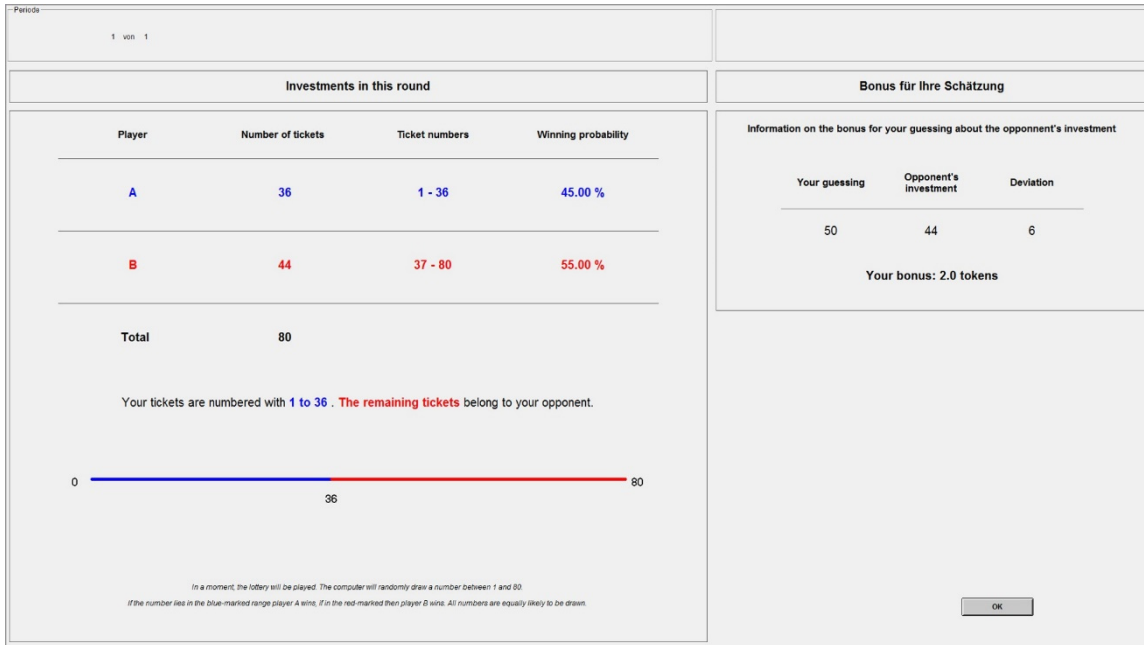 Periods
1 von 1
Investments in this round
Bonus für Ihre Schätzung
Player Number of tickets Ticket numbers Winning probability
A 36 1 - 36 45.00 %
B 44 37 - 80 55.00 %
Total 80
Your tickets are numbered with 1 to 36 . The remaining tickets belong to your opponent.
0 80
36
In a moment, the lottery will be played. The computer will randomly draw a number between 1 and 80.
If the number lies in the blue-marked range player A wins, if in the red-marked then player B wins. All numbers are equally likely to be drawn.
Information on the bonus for your guessing about the opponnent's investment
Your guessing Opponent's investment Deviation
50 44 6
Your bonus: 2.0 tokens
OK